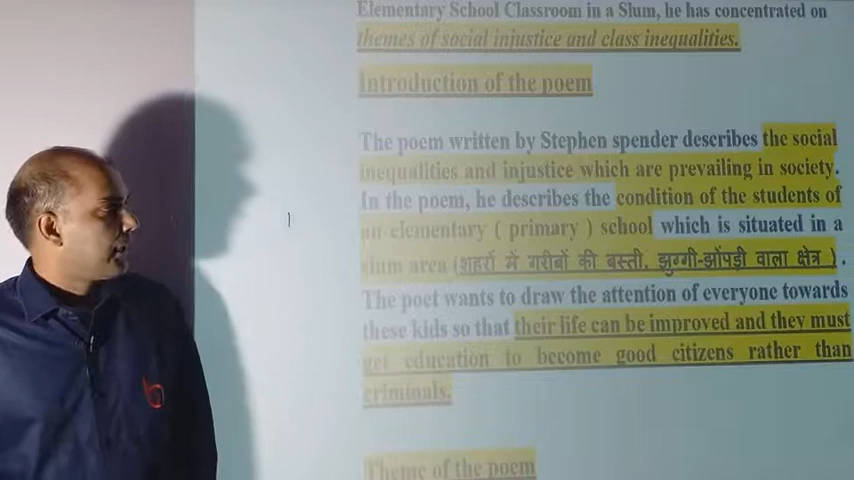 Elementary School Classroom in a Slum, he has concentrated on
themes of social injustice and class inequalities.
Introduction of the poem
The poem written by Stephen spender describes the social
inequalities and injustice which are prevailing in society.
In the poem, he describes the condition of the students of
an elementary ( primary ) school which is situated in a
slum area (शहरों में गरीबों की बस्ती, झुग्गी-झोंपड़ी वाला क्षेत्र).
The poet wants to draw attention of everyone towards
these kids so that their life can be improved and they must
get education to become good citizens rather than
criminals.
Theme of the poem
b